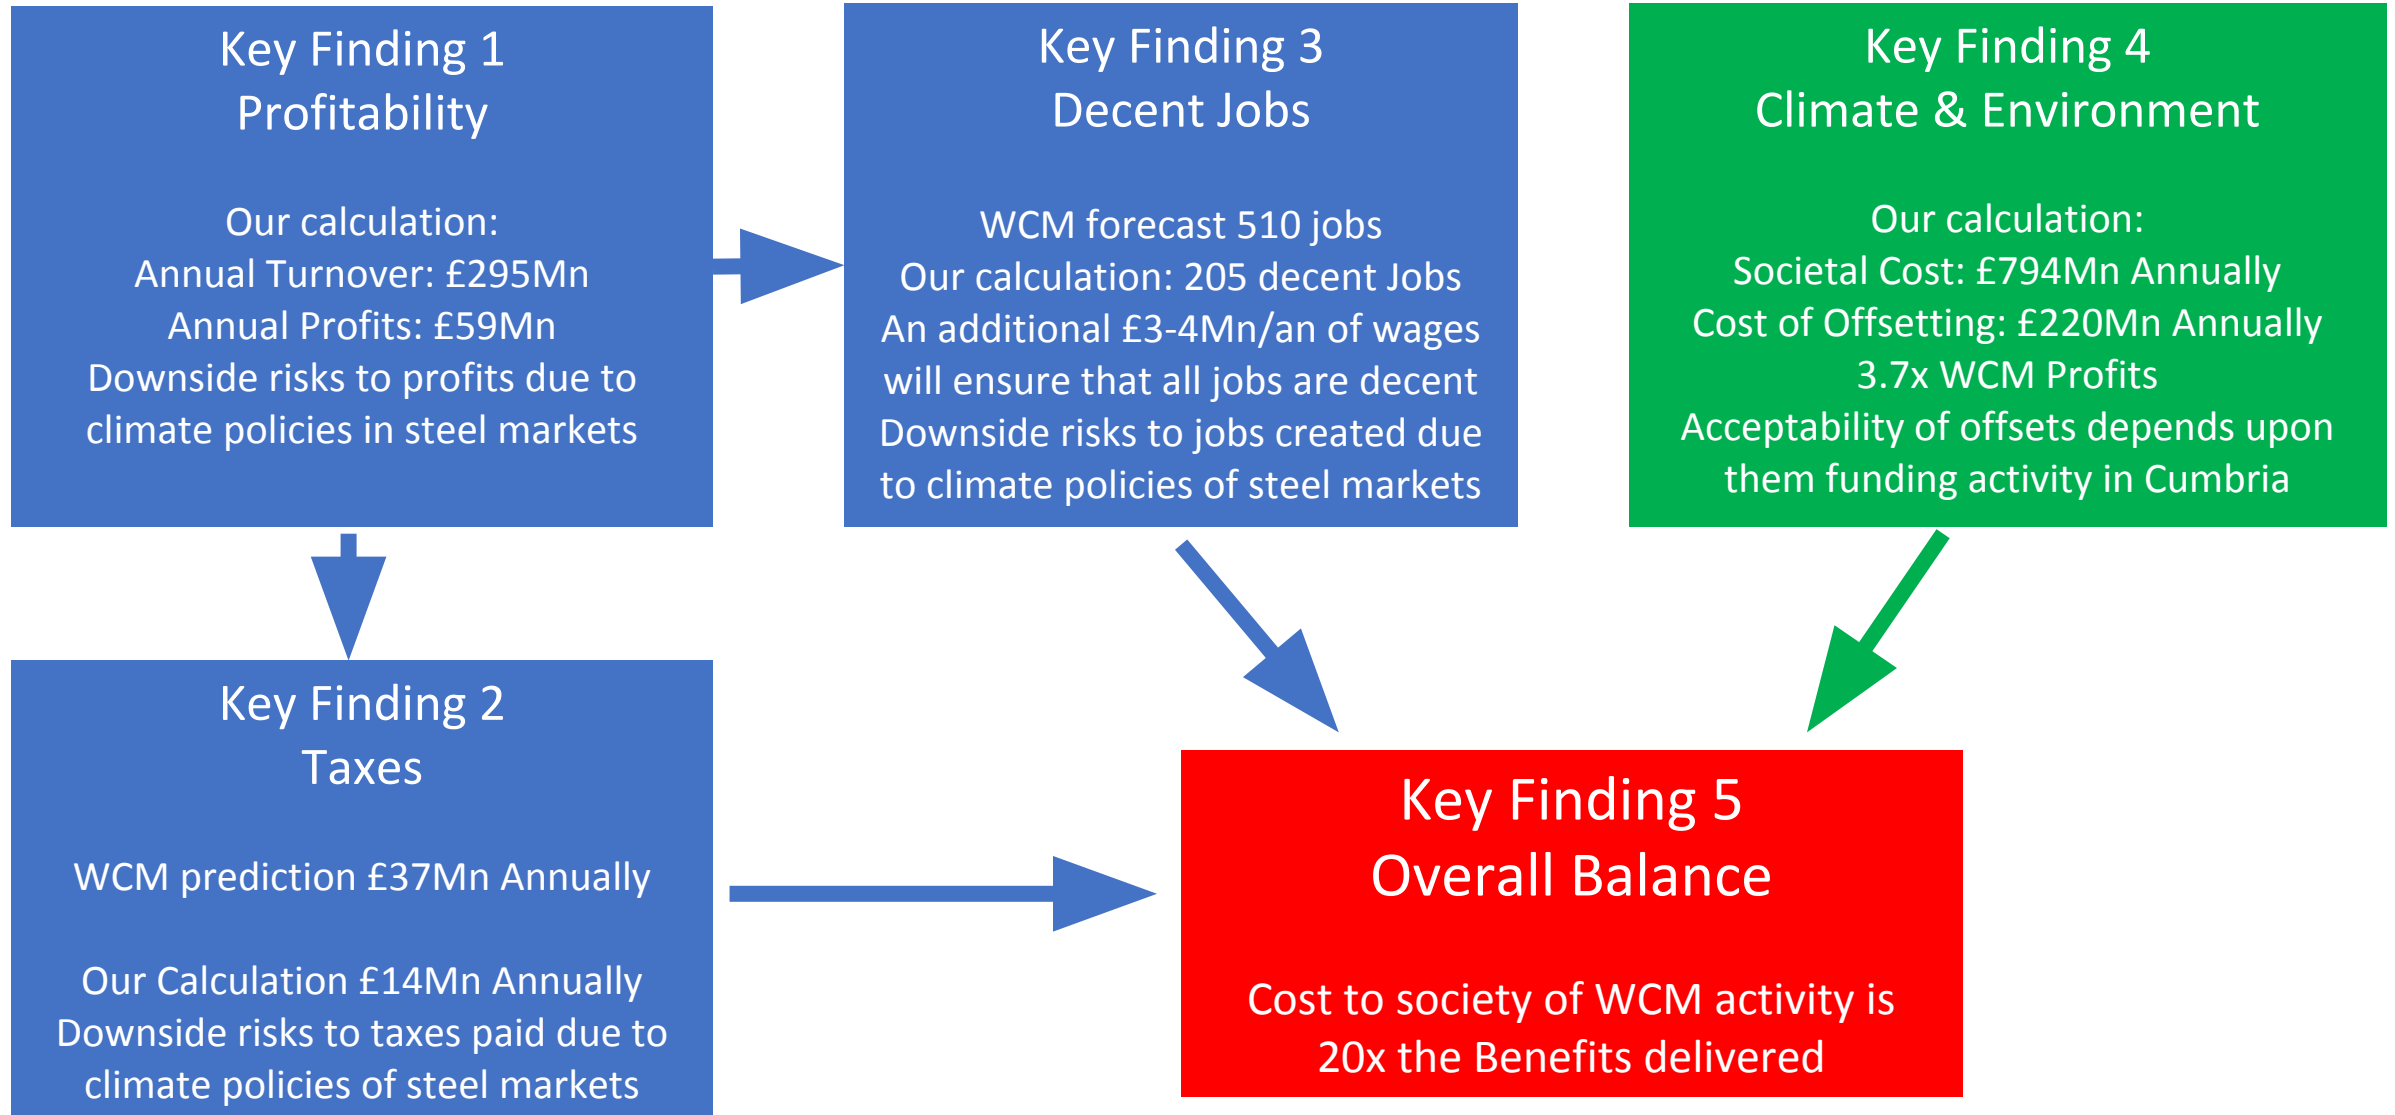 Key Finding 1
Profitability
Our calculation:
Annual Turnover: £295Mn
Annual Profits: £59Mn
Downside risks to profits due to
climate policies in steel markets
Key Finding 3
Decent Jobs
WCM forecast 510 jobs
Our calculation: 205 decent Jobs
An additional £3-4Mn/an of wages
will ensure that all jobs are decent
Downside risks to jobs created due
to climate policies of steel markets
Key Finding 4
Climate & Environment
Our calculation:
Societal Cost: £794Mn Annually
Cost of Offsetting: £220Mn Annually
3.7x WCM Profits
Acceptability of offsets depends upon
them funding activity in Cumbria
Key Finding 2
Taxes
WCM prediction £37Mn Annually
Our Calculation £14Mn Annually
Downside risks to taxes paid due to
climate policies of steel markets
Key Finding 5
Overall Balance
Cost to society of WCM activity is
20x the Benefits delivered